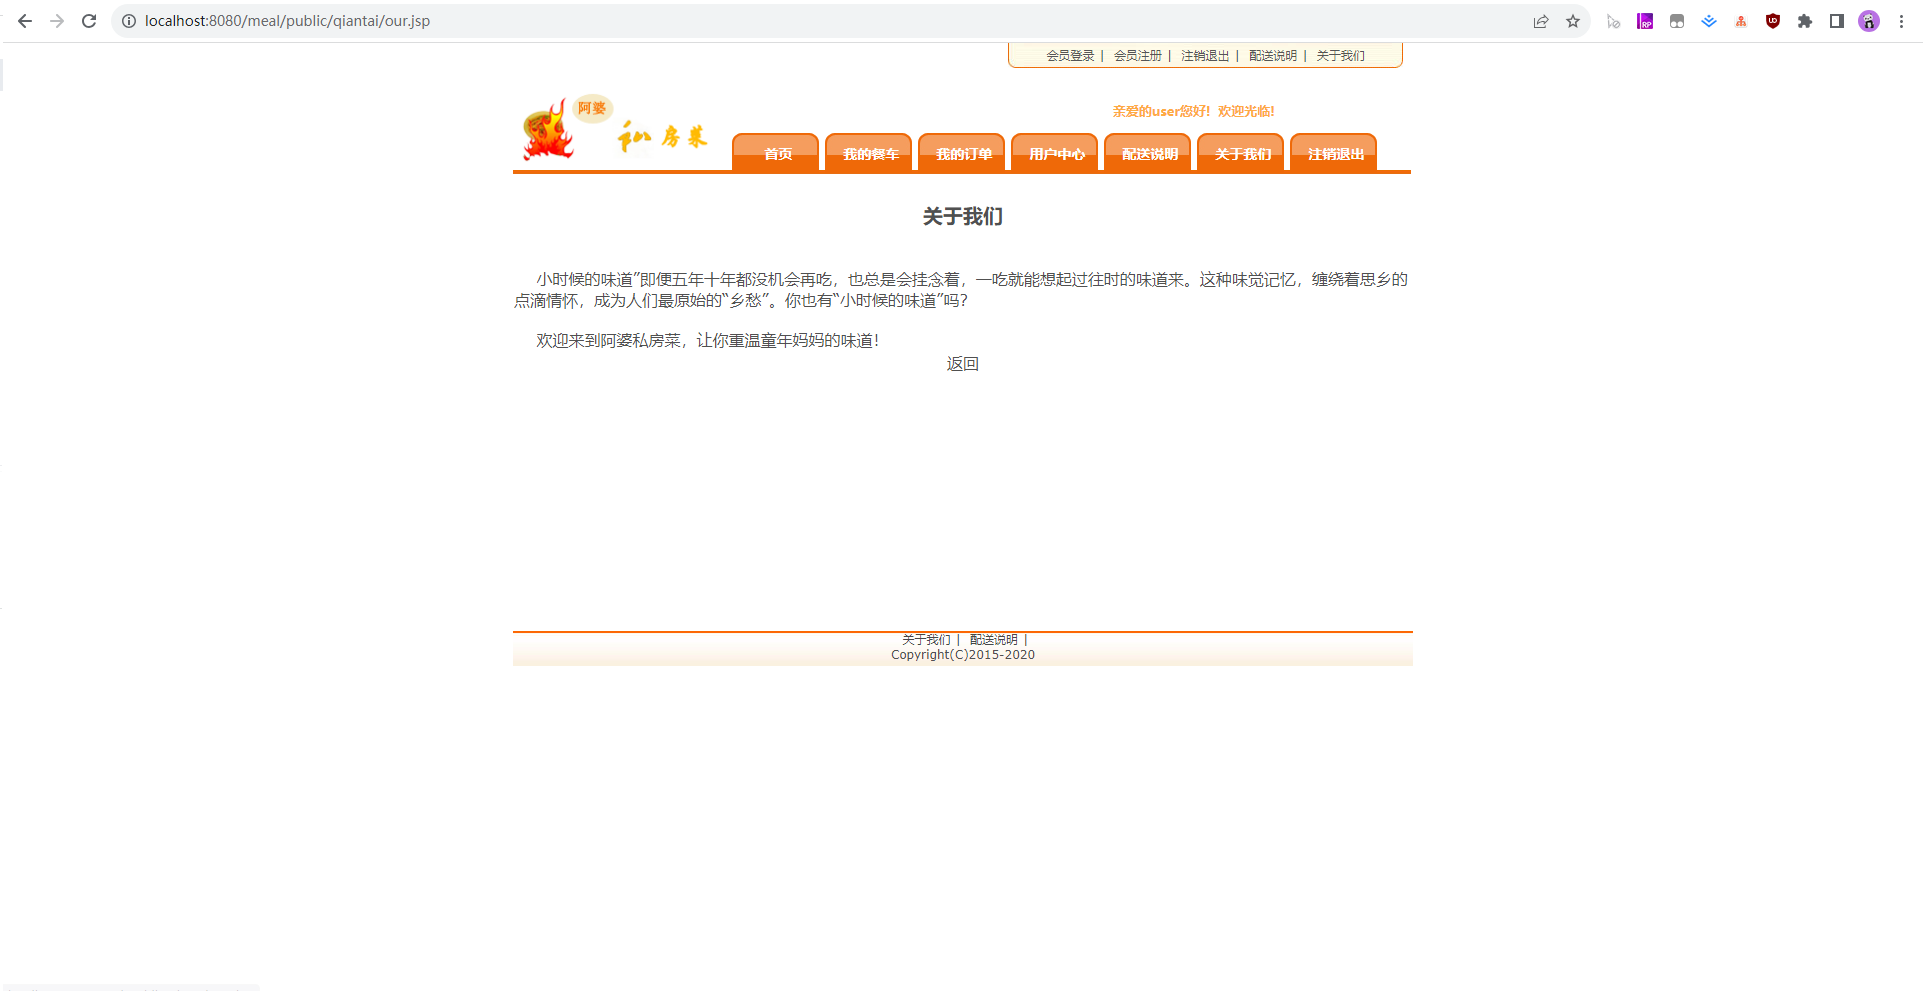 localhost:8080/meal/public/qiantai/our.jsp
会员登录 | 会员注册 | 注销退出 | 配送说明 | 关于我们
阿婆
私房菜
亲爱的user您好! 欢迎光临!
首页 我的餐车 我的订单 用户中心 配送说明 关于我们 注销退出
关于我们
小时候的味道”即便五年十年都没机会再吃，也总是会挂念着，一吃就能想起过往时的味道来。这种味觉记忆，缠绕着思乡的
点滴情怀，成为人们最原始的“乡愁”。你也有“小时候的味道”吗?
欢迎来到阿婆私房菜，让你重温童年妈妈的味道!
返回
关于我们 | 配送说明 |
Copyright(C)2015-2020